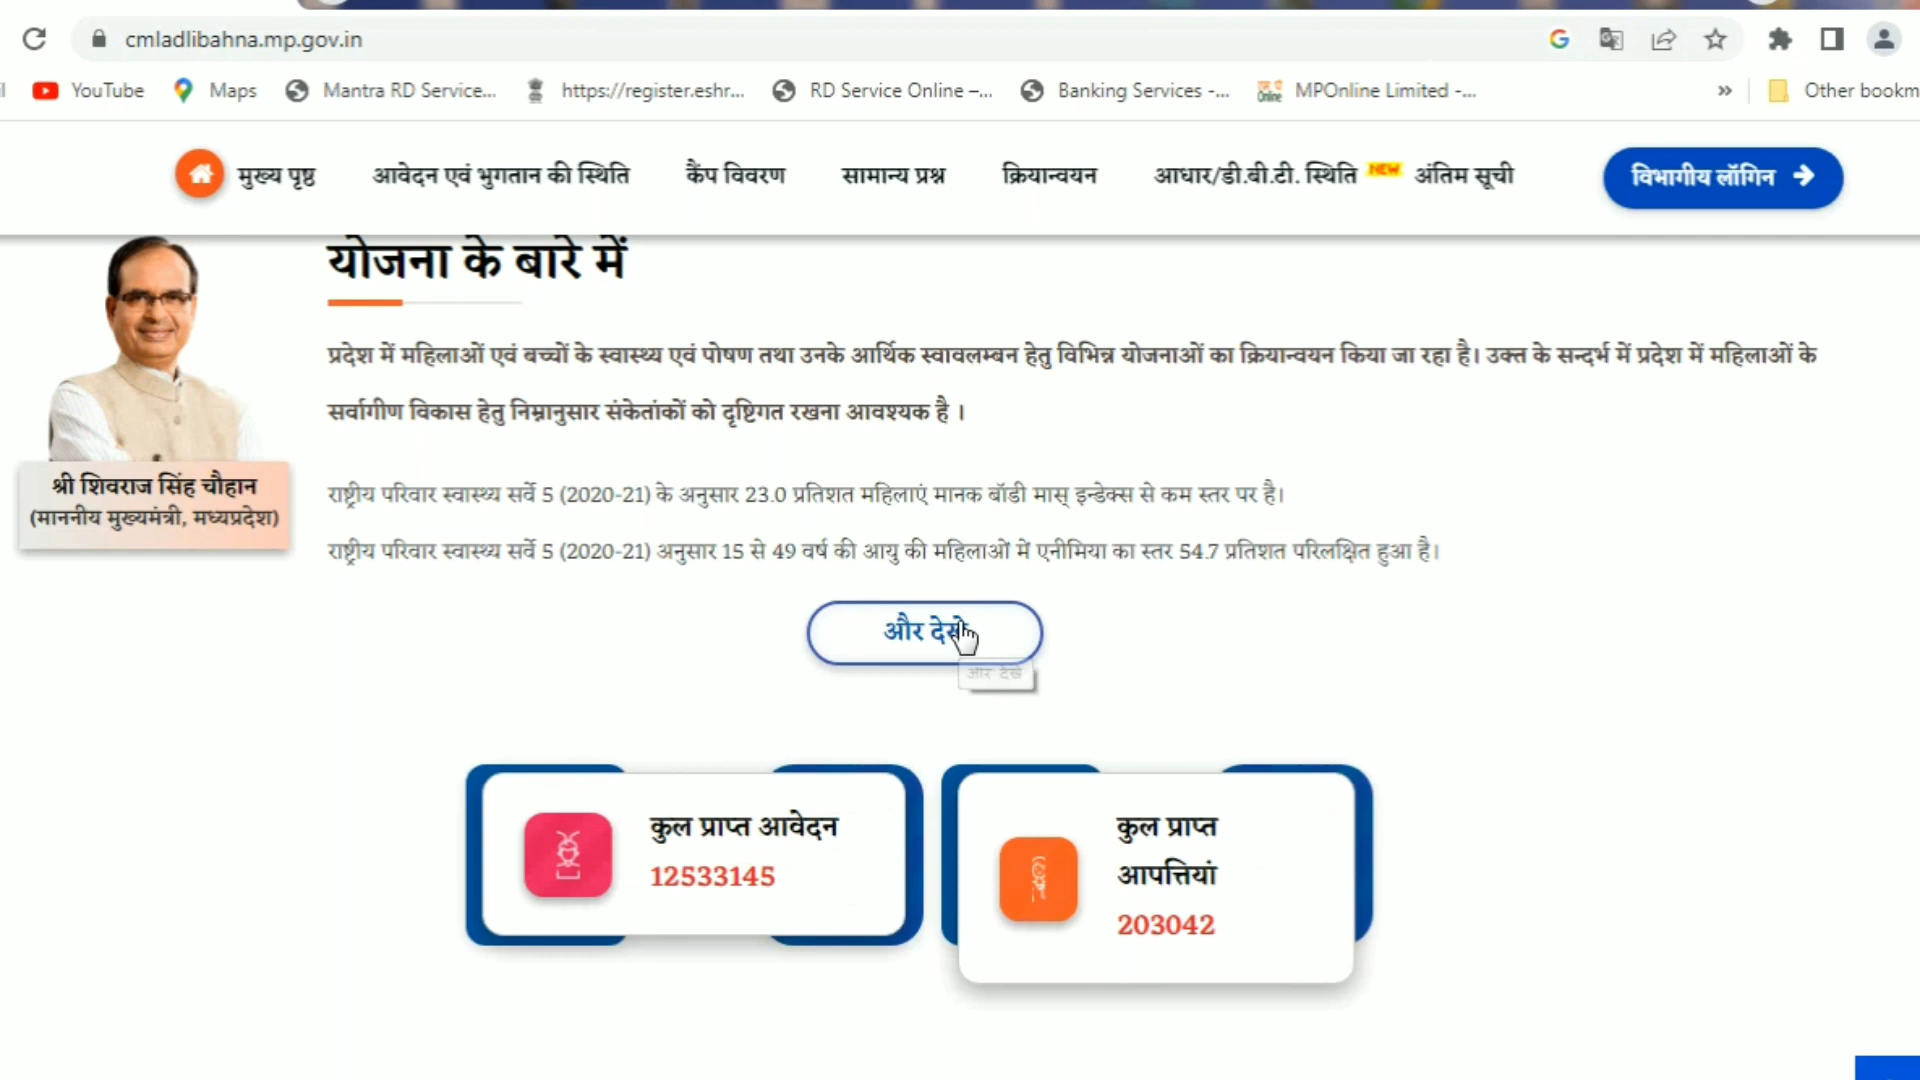 cmladlibahna.mp.gov.in
YouTube Maps Mantra RD Service... https://register.eshr... RD Service Online –... Banking Services -... MPOnline Limited -... » Other bookm
मुख्य पृष्ठ आवेदन एवं भुगतान की स्थिति कैंप विवरण सामान्य प्रश्न क्रियान्वयन आधार/डी.बी.टी. स्थिति NEW अंतिम सूची विभागीय लॉगिन
योजना के बारे में
प्रदेश में महिलाओं एवं बच्चों के स्वास्थ्य एवं पोषण तथा उनके आर्थिक स्वावलम्बन हेतु विभिन्न योजनाओं का क्रियान्वयन किया जा रहा है। उक्त के सन्दर्भ में प्रदेश में महिलाओं के
सर्वागीण विकास हेतु निम्नानुसार संकेतांकों को दृष्टिगत रखना आवश्यक है ।
श्री शिवराज सिंह चौहान
(माननीय मुख्यमंत्री, मध्यप्रदेश)
राष्ट्रीय परिवार स्वास्थ्य सर्वे 5 (2020-21) के अनुसार 23.0 प्रतिशत महिलाएं मानक बॉडी मास् इन्डेक्स से कम स्तर पर है।
राष्ट्रीय परिवार स्वास्थ्य सर्वे 5 (2020-21) अनुसार 15 से 49 वर्ष की आयु की महिलाओं में एनीमिया का स्तर 54.7 प्रतिशत परिलक्षित हुआ है।
और देखे
और देखे
कुल प्राप्त आवेदन
12533145
कुल प्राप्त
आपत्तियां
203042